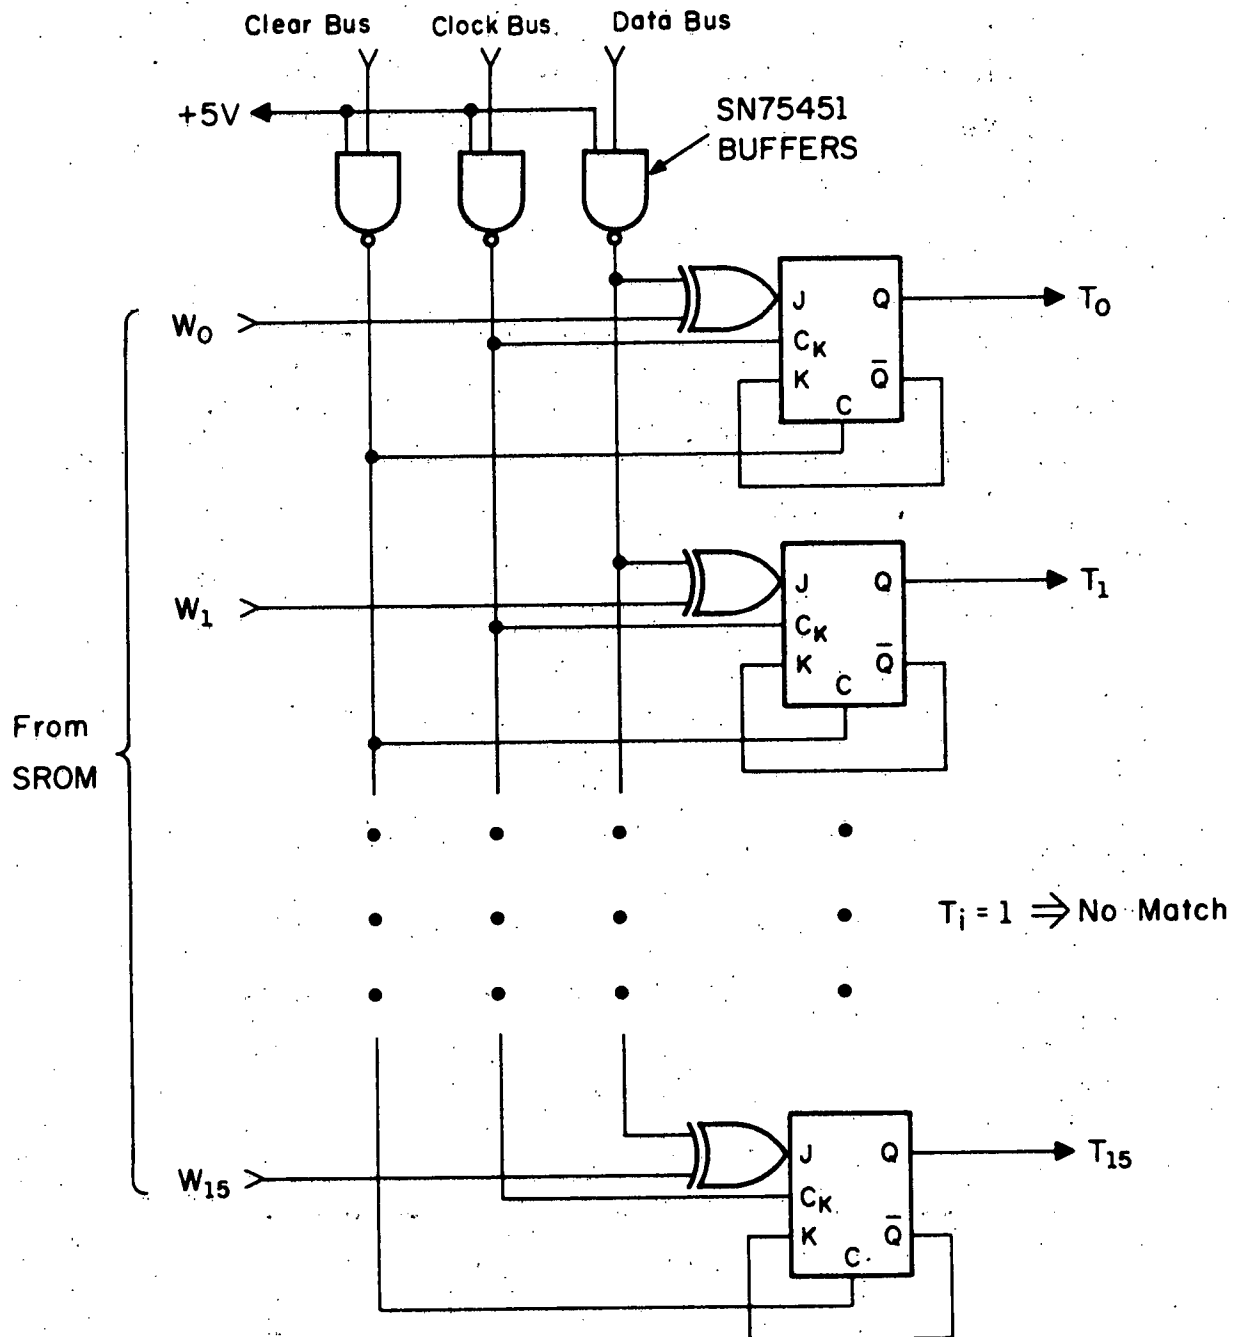 Clear Bus
Clock Bus
Data Bus
+5V
SN75451
BUFFERS
W0
J
Q
CK
K
Q̅
C
T0
W1
J
Q
CK
K
Q̅
C
T1
From
SROM
Ti = 1 ⇒ No Match
W15
J
Q
CK
K
Q̅
C
T15